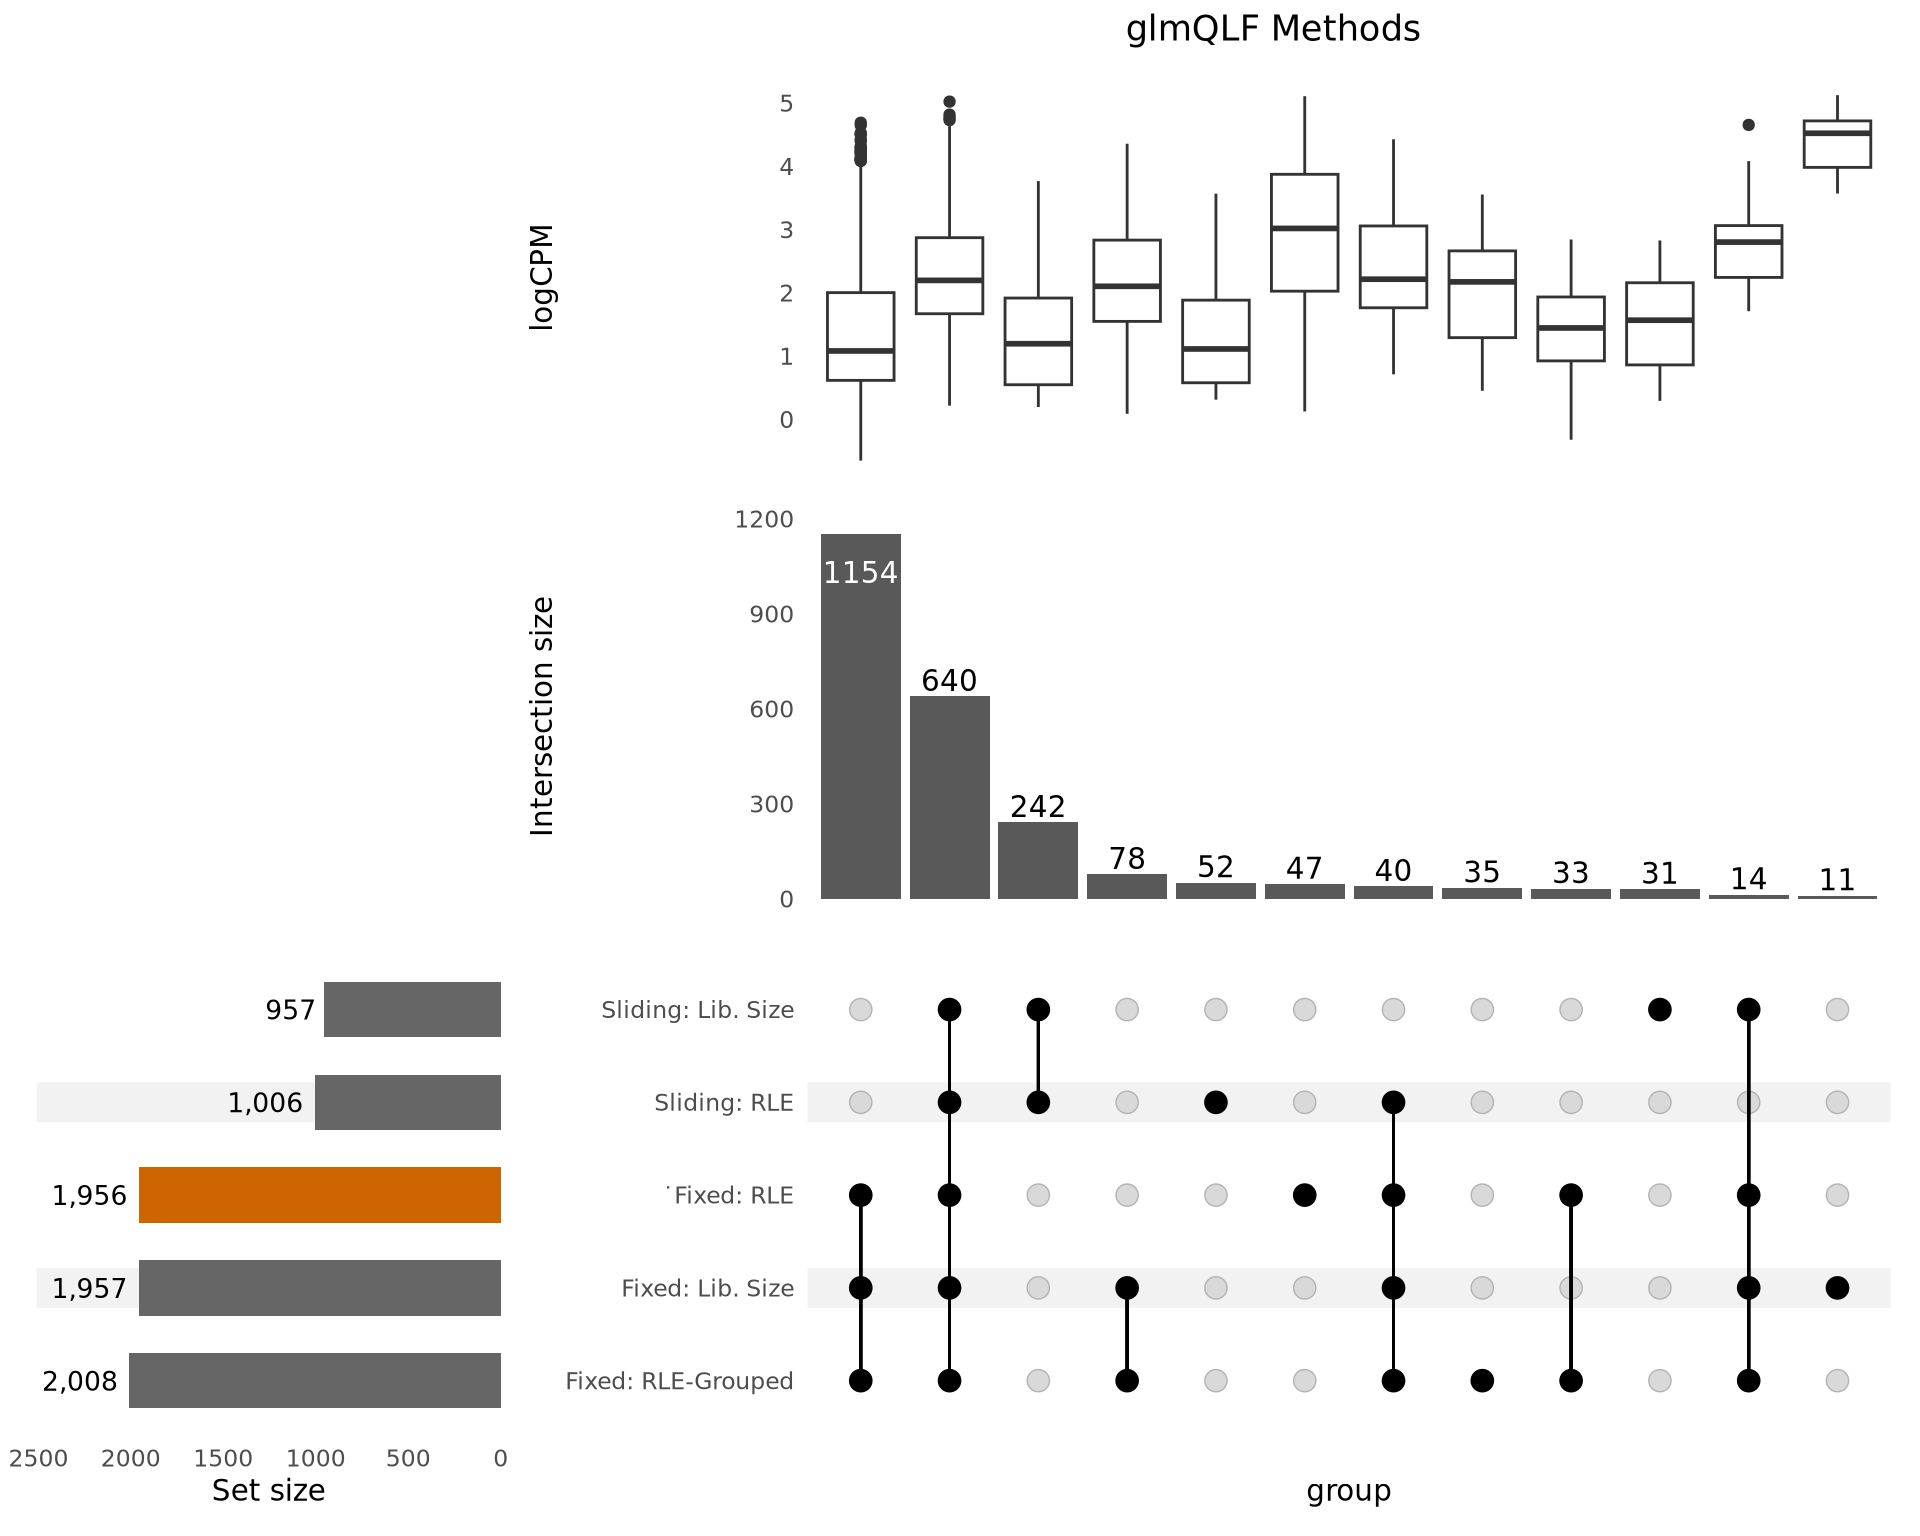 glmQLF Methods
5
4
3
2
1
0
logCPM
1200
900
600
300
0
Intersection size
1154
640
242
78
52
47
40
35
33
31
14
11
957
1,006
1,956
1,957
2,008
2500 2000 1500 1000 500 0
Set size
Sliding: Lib. Size
Sliding: RLE
Fixed: RLE
Fixed: Lib. Size
Fixed: RLE-Grouped
group